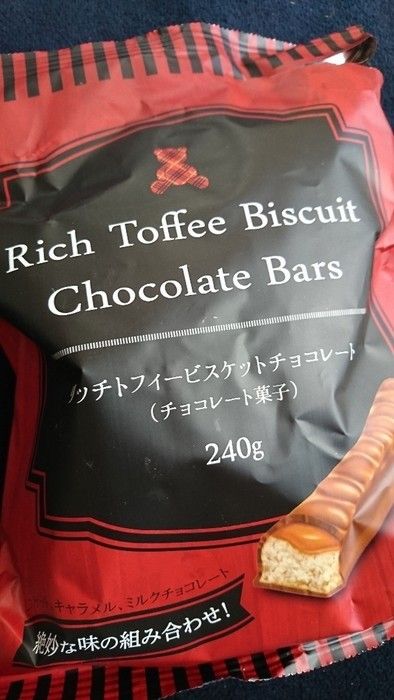 Rich Toffee Biscuit
Chocolate Bars
リッチトフィービスケットチョコレート
(チョコレート菓子)
240g
キャラメル、ミルクチョコレート
絶妙な味の組み合わせ!